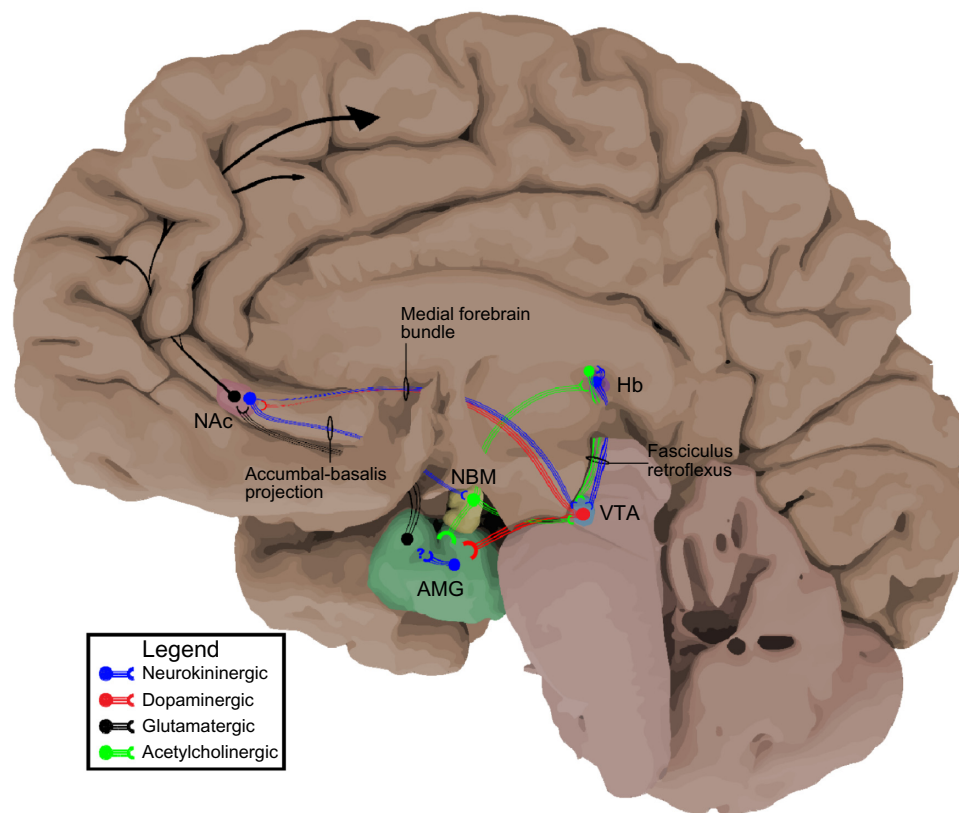 Medial forebrain
bundle
Hb
NAc
Accumbal-basalis
projection
Fasciculus
retroflexus
NBM
VTA
?
AMG
Legend
Neurokininergic
Dopaminergic
Glutamatergic
Acetylcholinergic